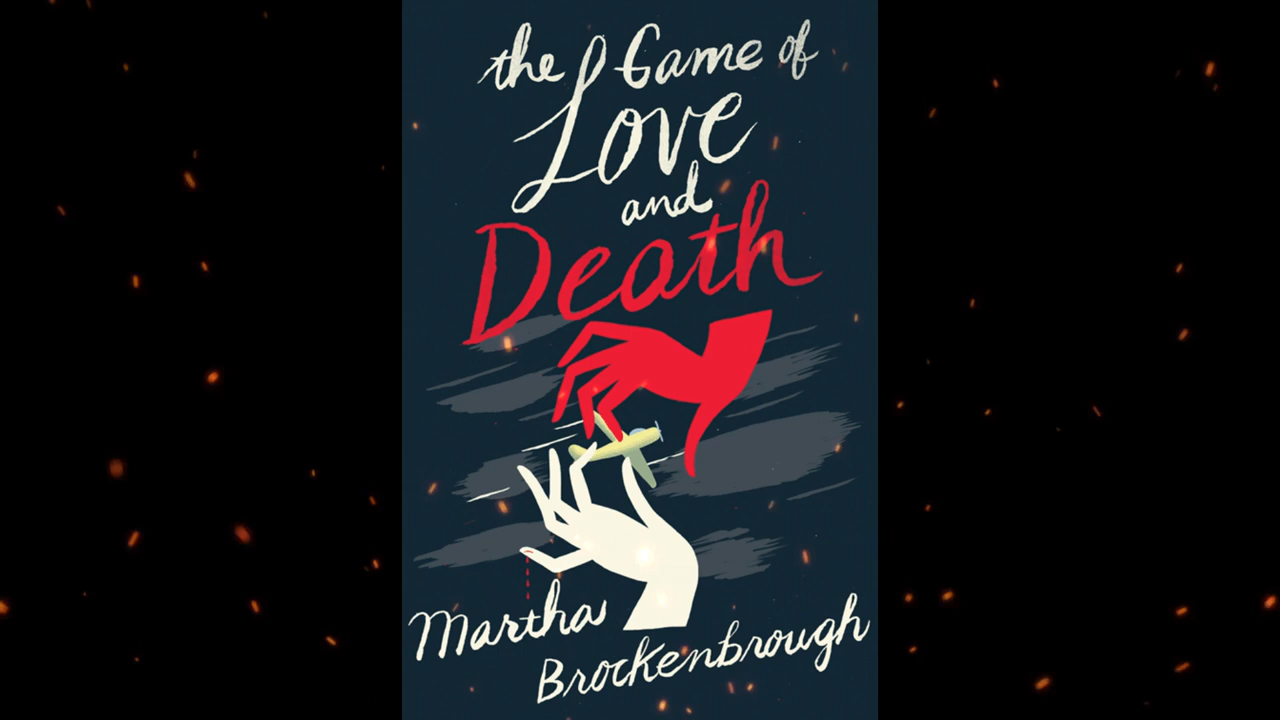 the Game of
Love
and
Death
Martha
Brockenbrough